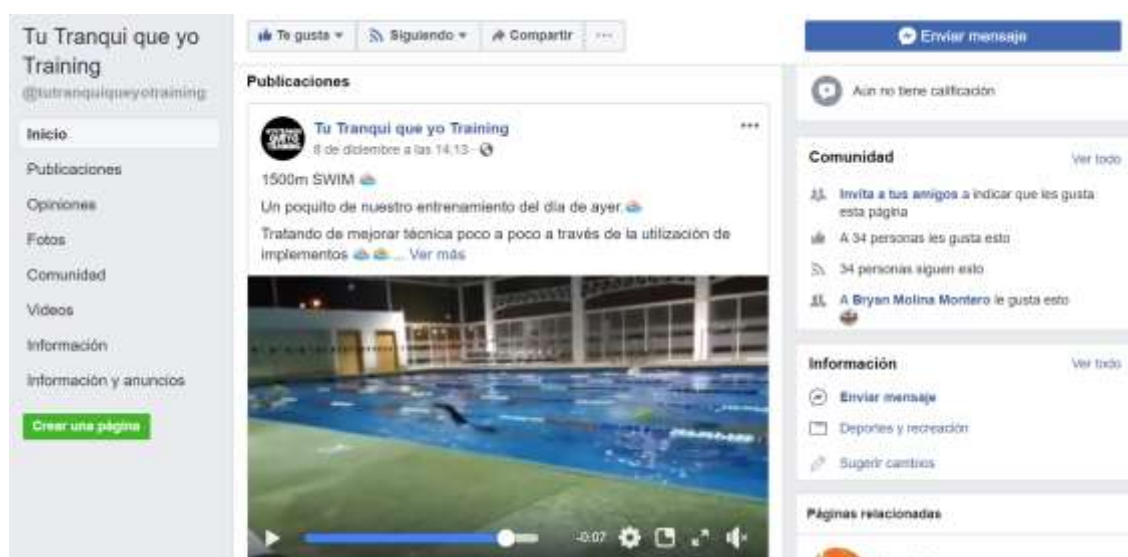 Tu Tranqui que yo
Training
@tutranquiqueyotraining
Inicio
Publicaciones
Opiniones
Fotos
Comunidad
Videos
Información
Información y anuncios
Crear una página
Te gusta
Siguiendo
Compartir
Publicaciones
Tu Tranqui que yo Training
8 de diciembre a las 14:13
1500m SWIM
Un poquito de nuestro entrenamiento del día de ayer
Tratando de mejorar técnica poco a poco a través de la utilización de
implementos ... Ver más
-0:07
Enviar mensaje
Aún no tiene calificación
Comunidad Ver todo
Invita a tus amigos a indicar que les gusta
esta página
A 34 personas les gusta esto
34 personas siguen esto
A Bryan Molina Montero le gusta esto
Información Ver todo
Enviar mensaje
Deportes y recreación
Sugerir cambios
Páginas relacionadas